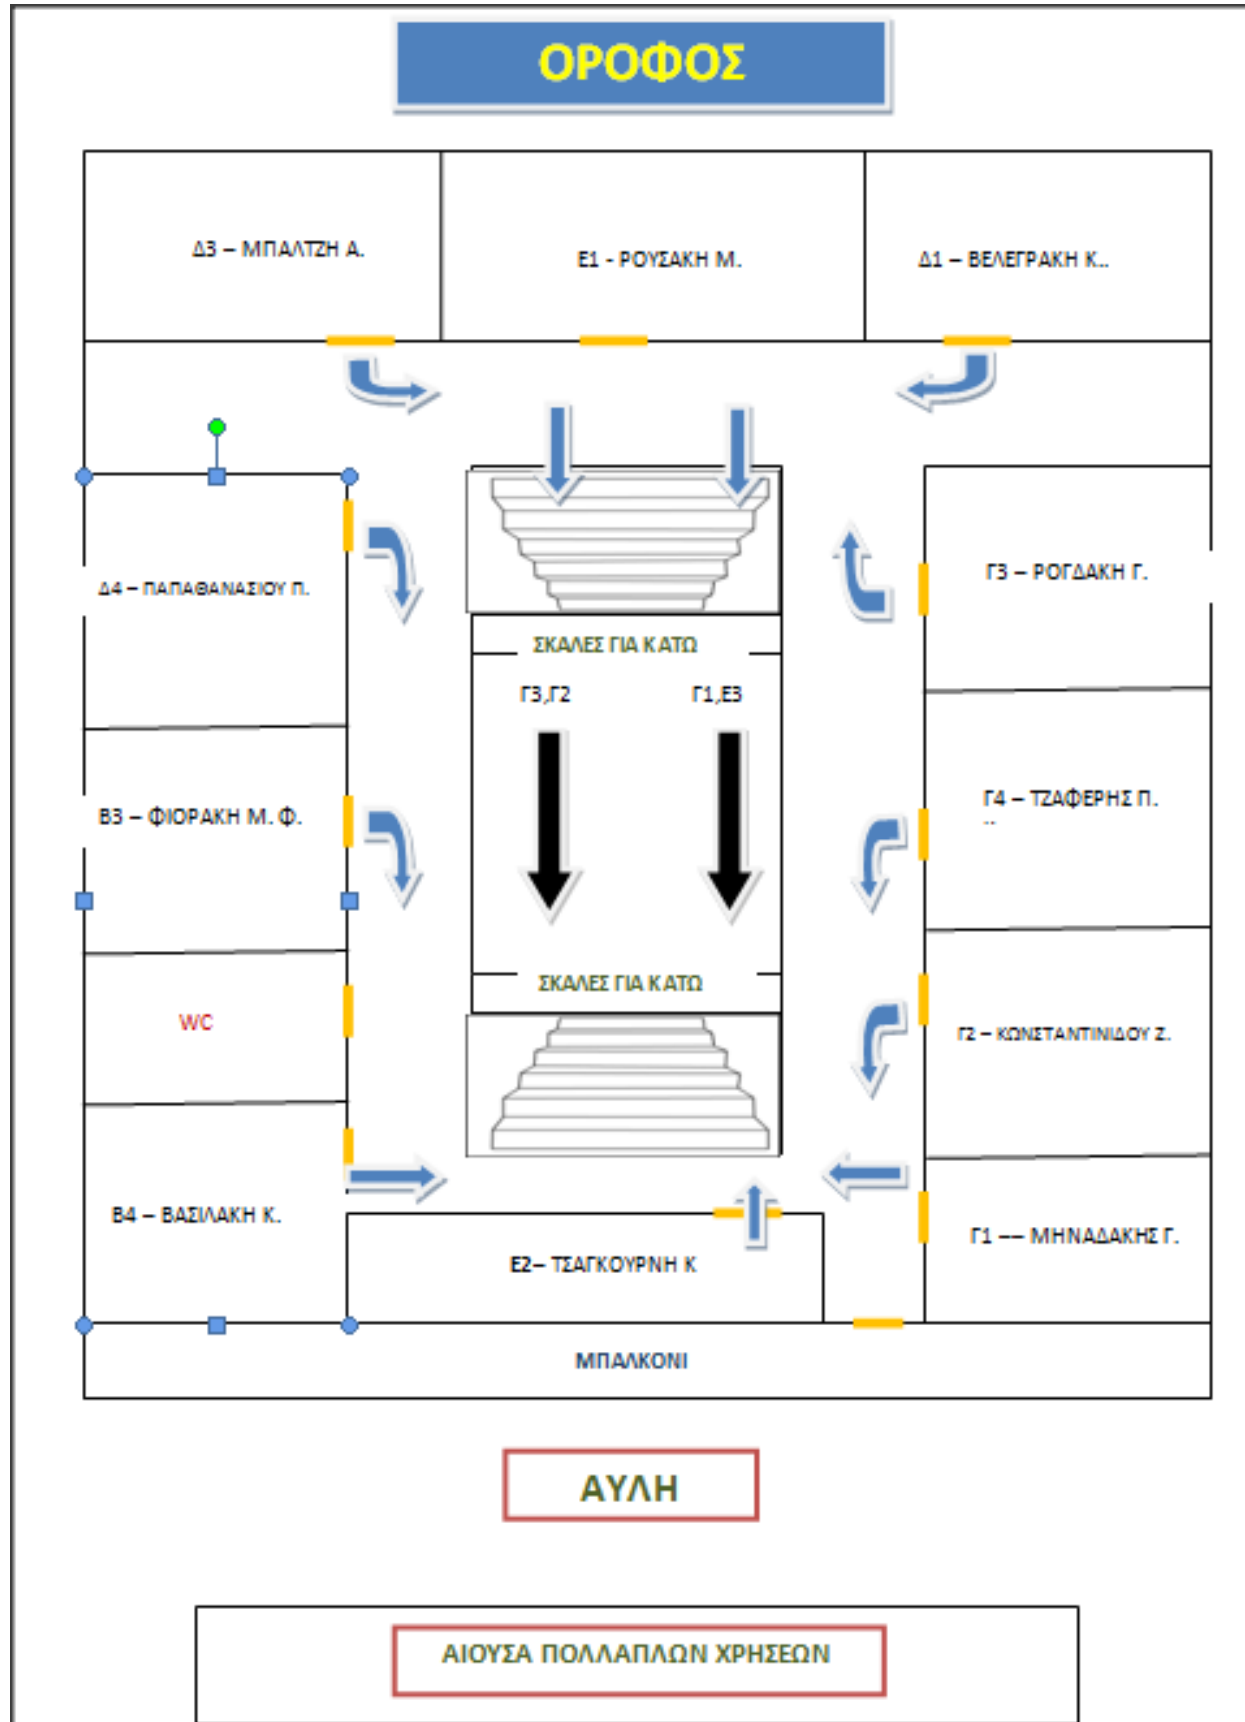 ΟΡΟΦΟΣ
Δ3 – ΜΠΑΛΤΖΗ Α.
Ε1 - ΡΟΥΣΑΚΗ Μ.
Δ1 – ΒΕΛΕΓΡΑΚΗ Κ..
Δ4 – ΠΑΠΑΘΑΝΑΣΙΟΥ Π.
Γ3 – ΡΟΓΔΑΚΗ Γ.
ΣΚΑΛΕΣ ΓΙΑ ΚΑΤΩ
Γ3,Γ2
Γ1,Ε3
Β3 – ΦΙΟΡΑΚΗ Μ. Φ.
Γ4 – ΤΖΑΦΕΡΗΣ Π.
ΣΚΑΛΕΣ ΓΙΑ ΚΑΤΩ
WC
Γ2 – ΚΩΝΣΤΑΝΤΙΝΙΔΟΥ Ζ.
Β4 – ΒΑΣΙΛΑΚΗ Κ.
Γ1 –– ΜΗΝΑΔΑΚΗΣ Γ.
Ε2– ΤΣΑΓΚΟΥΡΝΗ Κ
ΜΠΑΛΚΟΝΙ
ΑΥΛΗ
ΑΙΟΥΣΑ ΠΟΛΛΑΠΛΩΝ ΧΡΗΣΕΩΝ